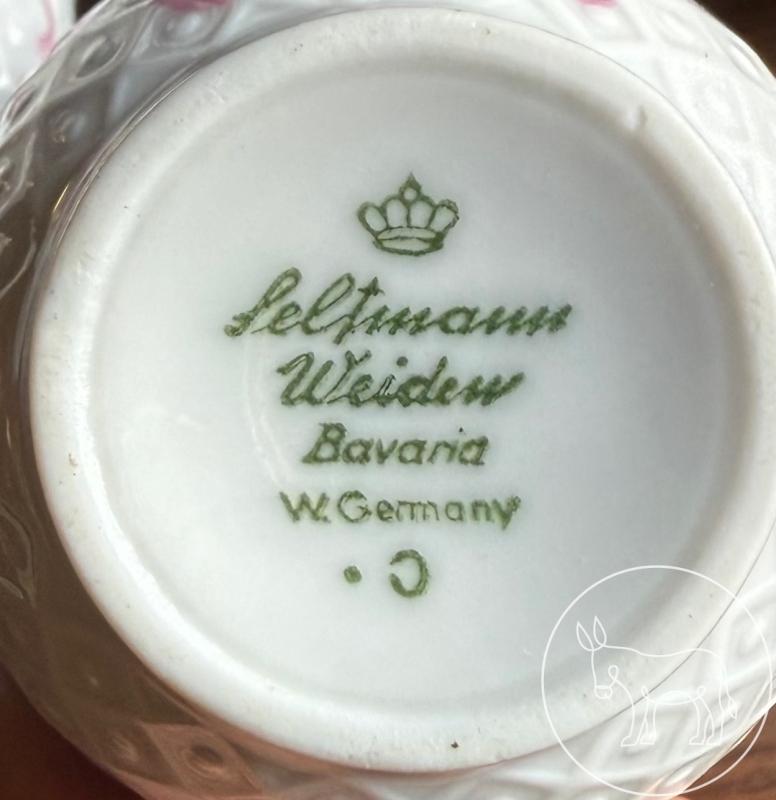 Seltmann
Weiden
Bavaria
W. Germany